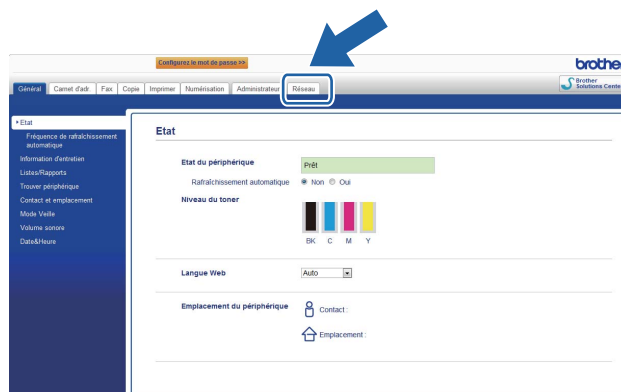 Configurez le mot de passe >>
brother
Général Carnet d'adr. Fax Copie Imprimer Numérisation Administrateur Réseau
Brother
Solutions Center
Etat
Fréquence de rafraîchissement
automatique
Information d'entretien
Listes/Rapports
Trouver périphérique
Contact et emplacement
Mode Veille
Volume sonore
Date&Heure
Etat
Etat du périphérique Prêt
Rafraîchissement automatique Non Oui
Niveau du toner
BK C M Y
Langue Web Auto
Emplacement du périphérique Contact :
Emplacement :